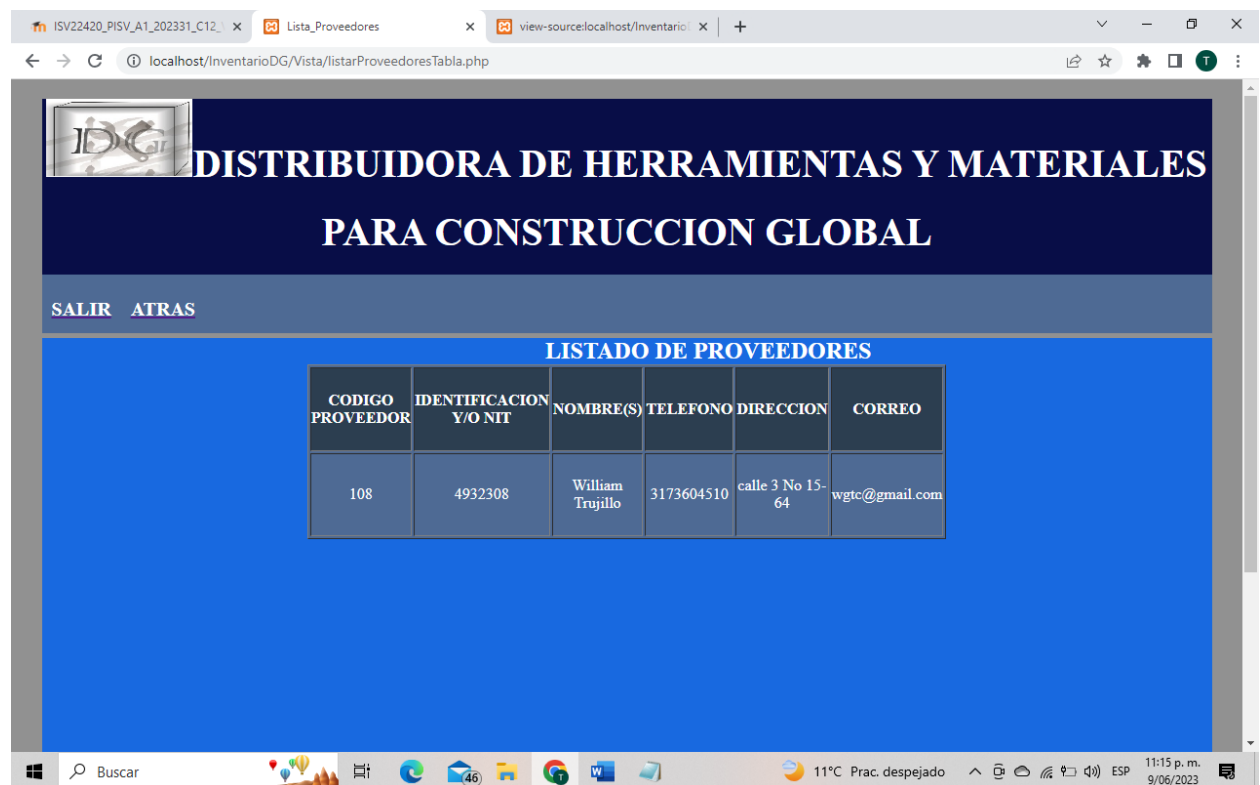 ISV22420_PISV_A1_202331_C12_
Lista_Proveedores
view-source:localhost/Inventario
localhost/InventarioDG/Vista/listarProveedoresTabla.php
T
IDG
DISTRIBUIDORA DE HERRAMIENTAS Y MATERIALES
PARA CONSTRUCCION GLOBAL
SALIR ATRAS
LISTADO DE PROVEEDORES
CODIGO PROVEEDOR IDENTIFICACION Y/O NIT NOMBRE(S) TELEFONO DIRECCION CORREO
108 4932308 William Trujillo 3173604510 calle 3 No 15-64 wgtc@gmail.com
Buscar
46
11°C Prac. despejado
ESP
11:15 p. m.
9/06/2023